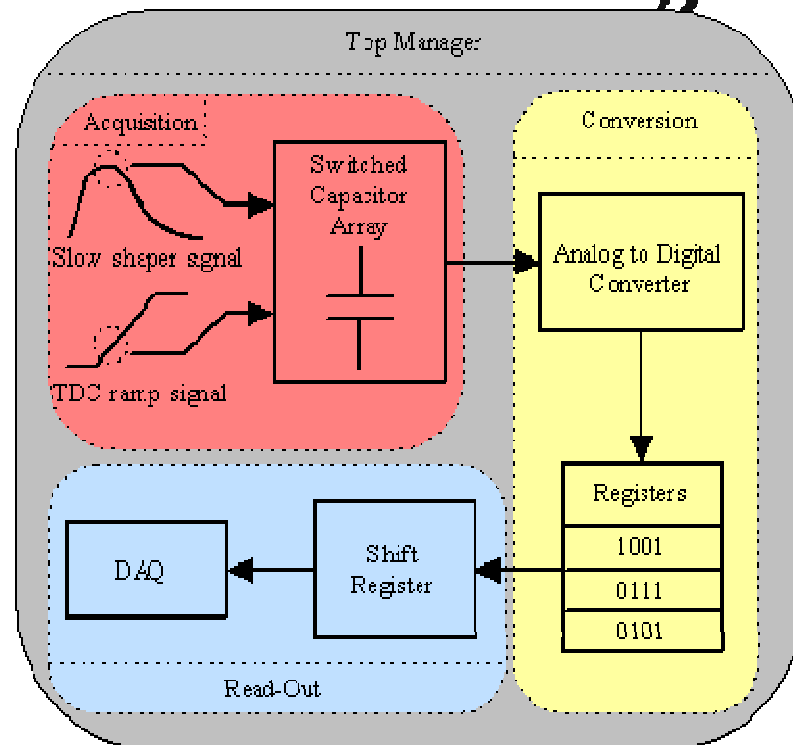 Top Manager
Acquisition
Slow shaper signal
TDC ramp signal
Switched
Capacitor
Array
Conversion
Analog to Digital
Converter
Registers
1001
0111
0101
Shift
Register
DAQ
Read-Out